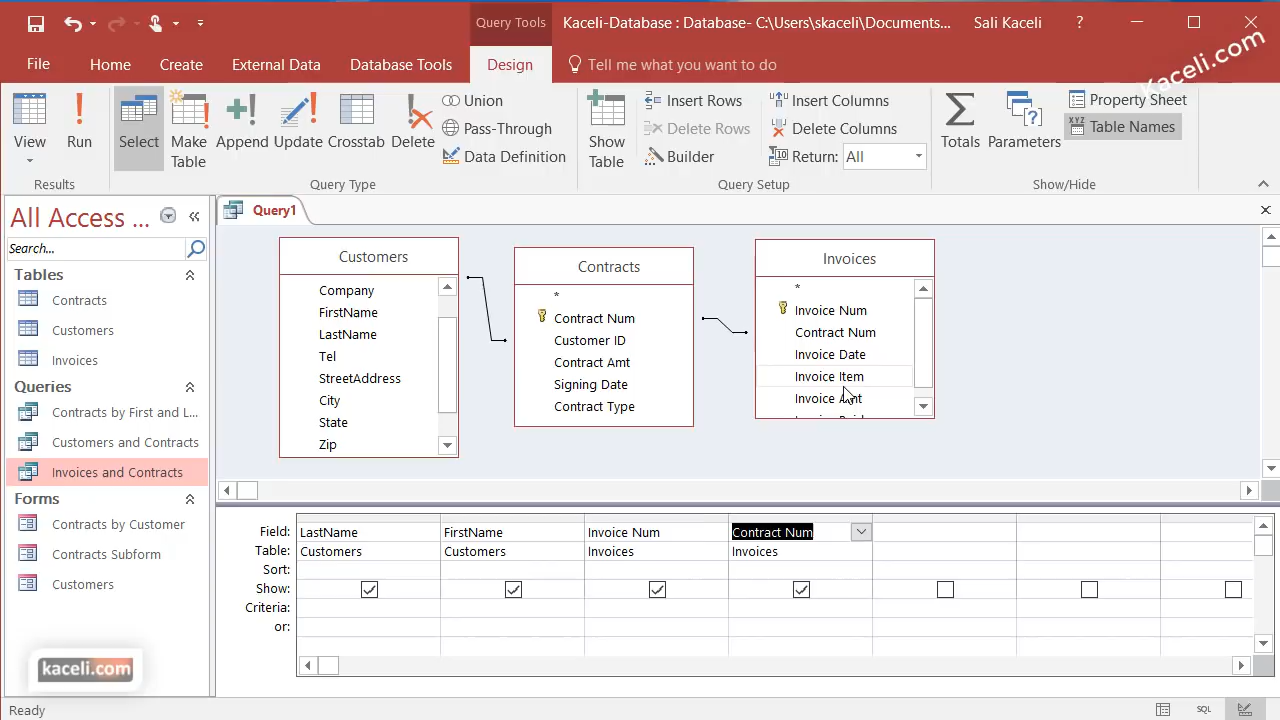 Query Tools
Kaceli-Database : Database- C:\Users\skaceli\Documents...
Sali Kaceli
?
Kaceli.com
File
Home
Create
External Data
Database Tools
Design
Tell me what you want to do
View
Run
Results
Select
Make Table
Append
Update
Crosstab
Delete
Union
Pass-Through
Data Definition
Query Type
Show Table
Insert Rows
Delete Rows
Builder
Insert Columns
Delete Columns
Return: All
Query Setup
Totals
Parameters
Property Sheet
XYZ Table Names
Show/Hide
All Access ...
Search...
Tables
Contracts
Customers
Invoices
Queries
Contracts by First and L...
Customers and Contracts
Invoices and Contracts
Forms
Contracts by Customer
Contracts Subform
Customers
kaceli.com
Query1
Customers
Company
FirstName
LastName
Tel
StreetAddress
City
State
Zip
Contracts
*
Contract Num
Customer ID
Contract Amt
Signing Date
Contract Type
Invoices
*
Invoice Num
Contract Num
Invoice Date
Invoice Item
Invoice Amt
Field: LastName FirstName Invoice Num Contract Num
Table: Customers Customers Invoices Invoices
Sort:
Show:
Criteria:
or:
Ready
SQL